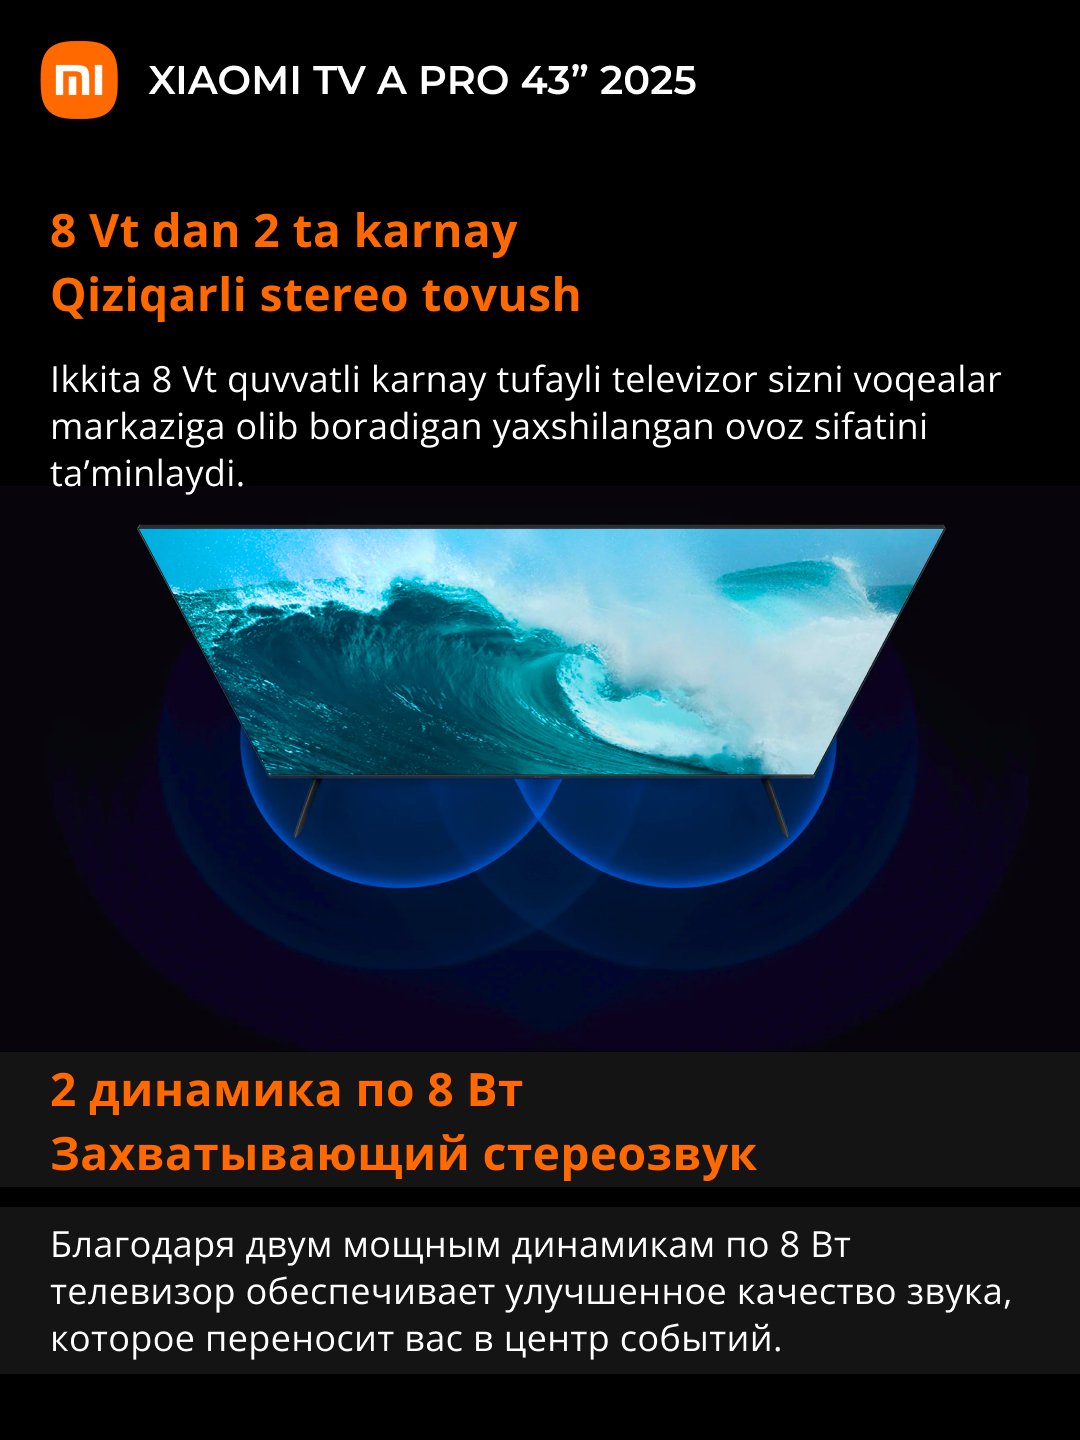 mi
XIAOMI TV A PRO 43” 2025
8 Vt dan 2 ta karnay
Qiziqarli stereo tovush
Ikkita 8 Vt quvvatli karnay tufayli televizor sizni voqealar
markaziga olib boradigan yaxshilangan ovoz sifatini
ta’minlaydi.
2 динамика по 8 Вт
Захватывающий стереозвук
Благодаря двум мощным динамикам по 8 Вт
телевизор обеспечивает улучшенное качество звука,
которое переносит вас в центр событий.